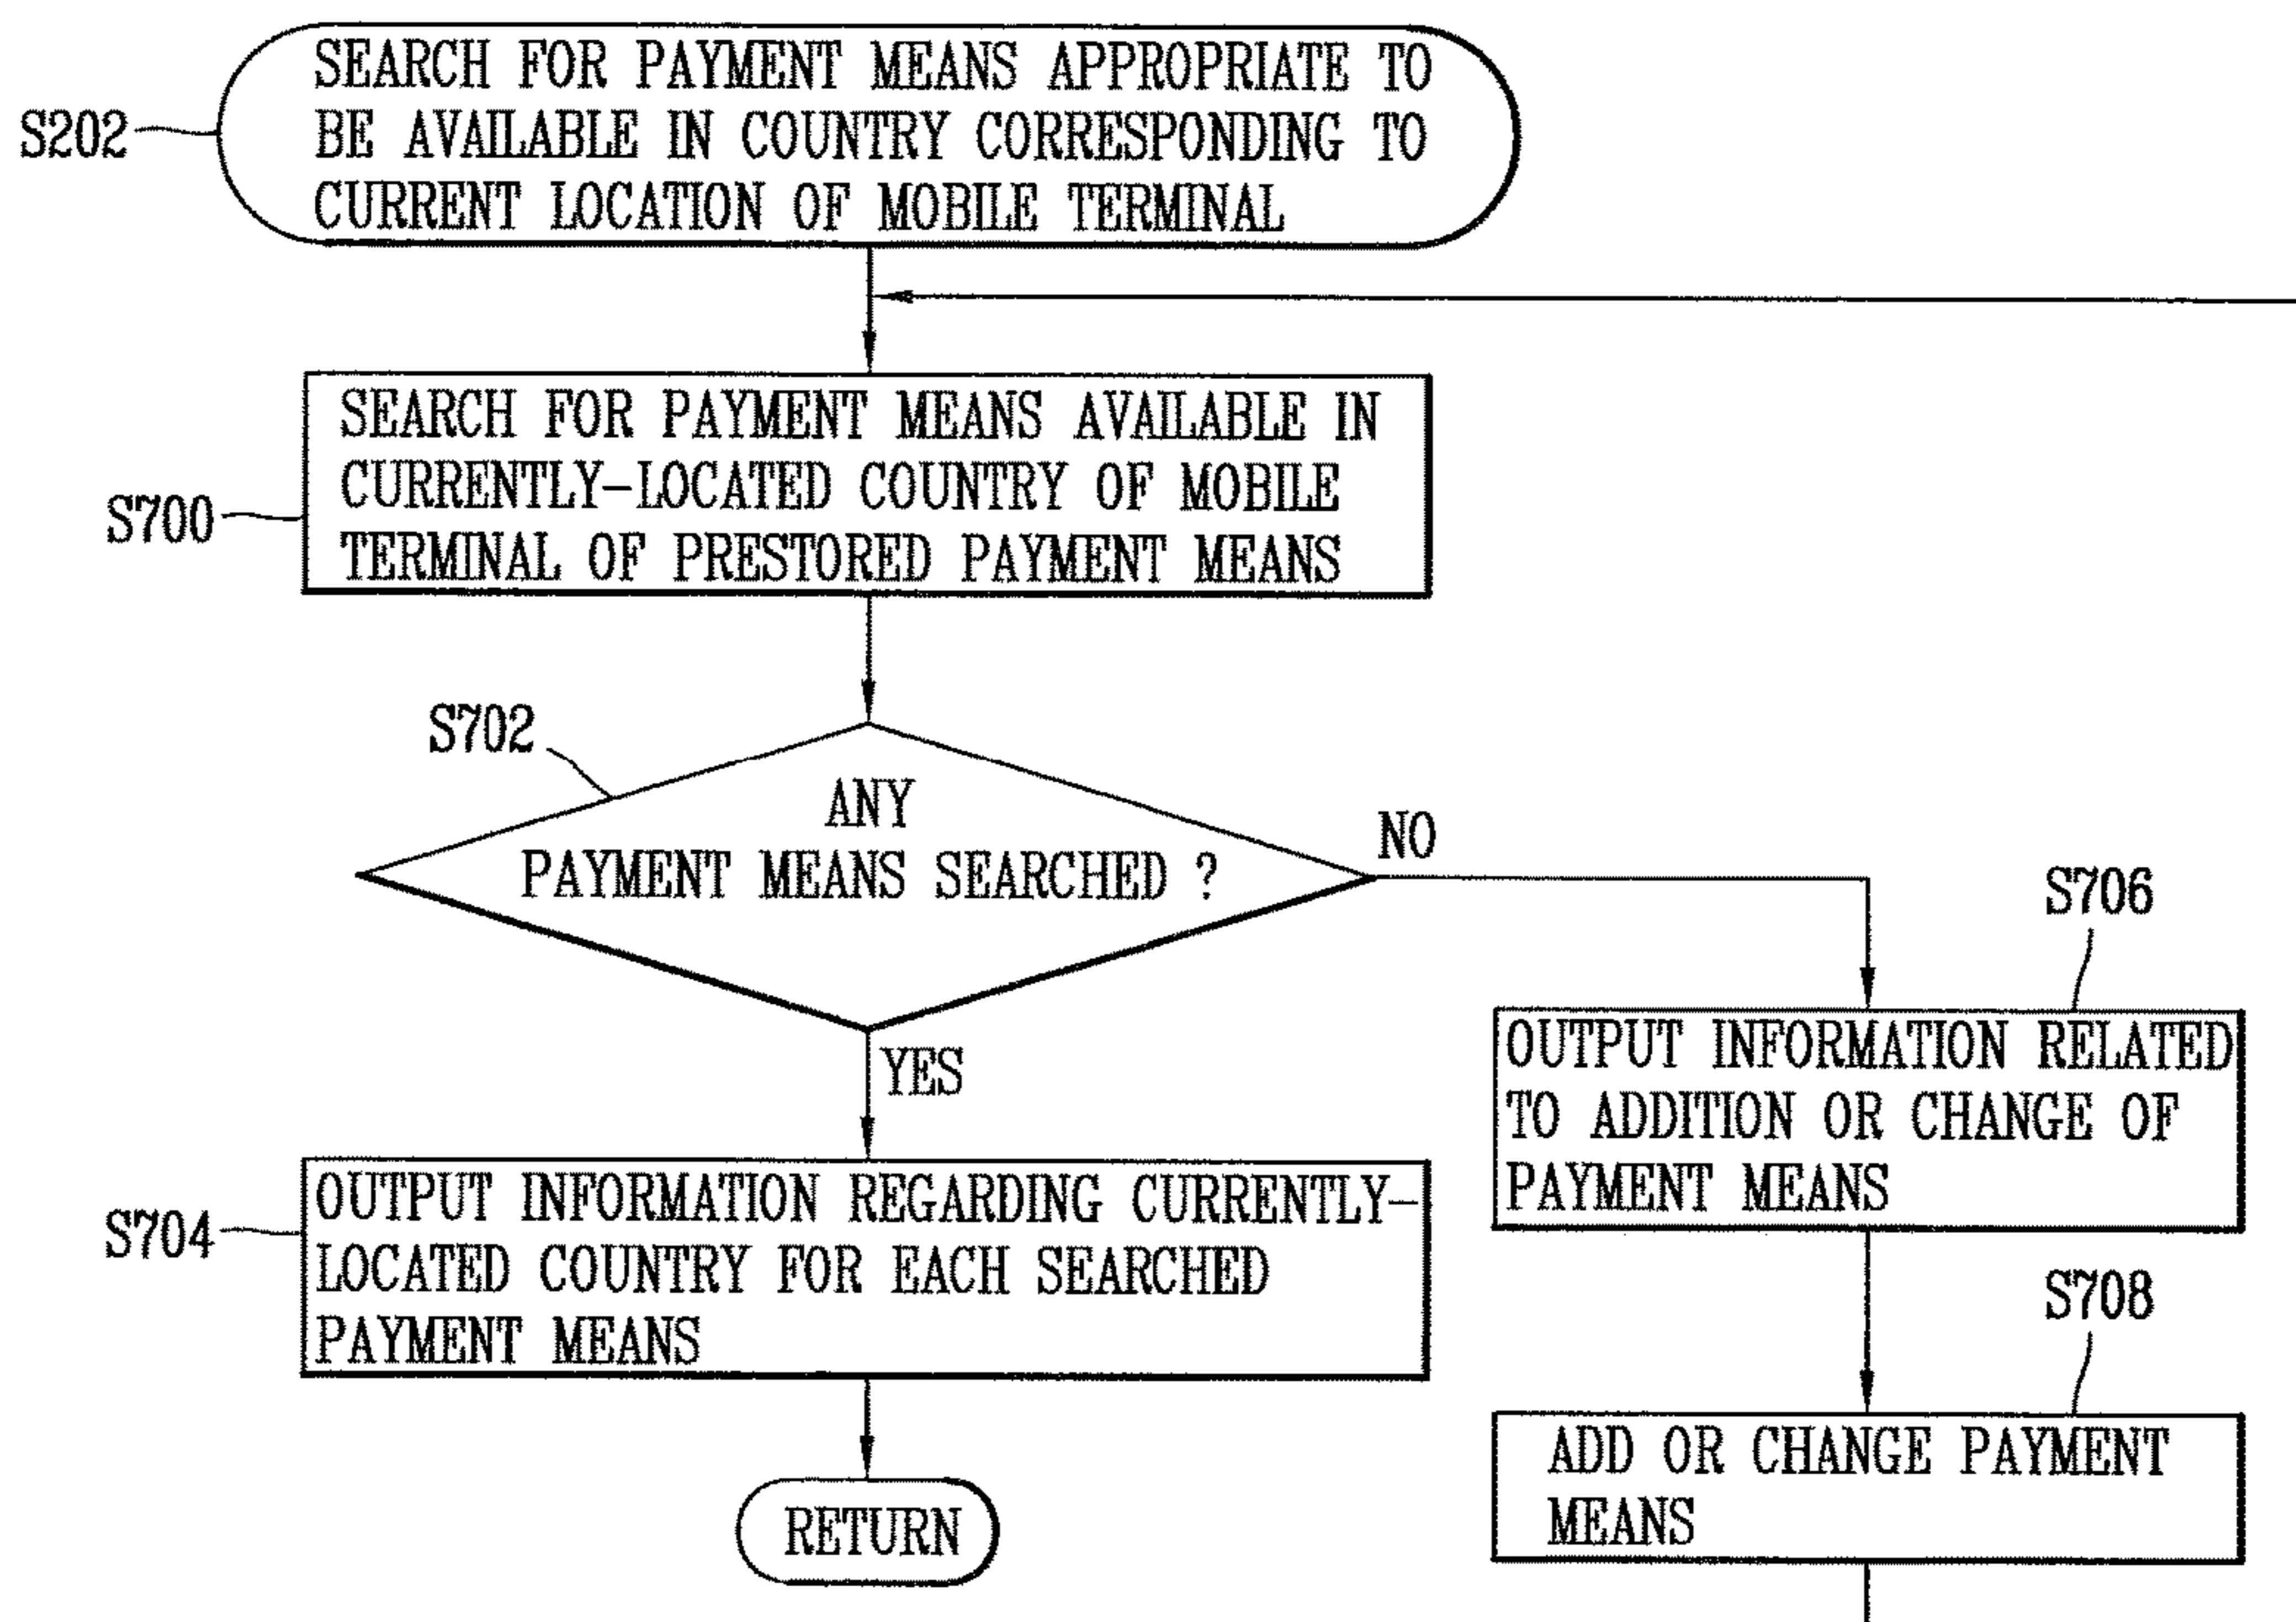 SEARCH FOR PAYMENT MEANS APPROPRIATE TO
BE AVAILABLE IN COUNTRY CORRESPONDING TO
CURRENT LOCATION OF MOBILE TERMINAL
S202
SEARCH FOR PAYMENT MEANS AVAILABLE IN
CURRENTLY-LOCATED COUNTRY OF MOBILE
TERMINAL OF PRESTORED PAYMENT MEANS
S700
S702
ANY
PAYMENT MEANS SEARCHED ?
NO
YES
S706
OUTPUT INFORMATION RELATED
TO ADDITION OR CHANGE OF
PAYMENT MEANS
S704
OUTPUT INFORMATION REGARDING CURRENTLY-
LOCATED COUNTRY FOR EACH SEARCHED
PAYMENT MEANS
S708
ADD OR CHANGE PAYMENT
MEANS
RETURN